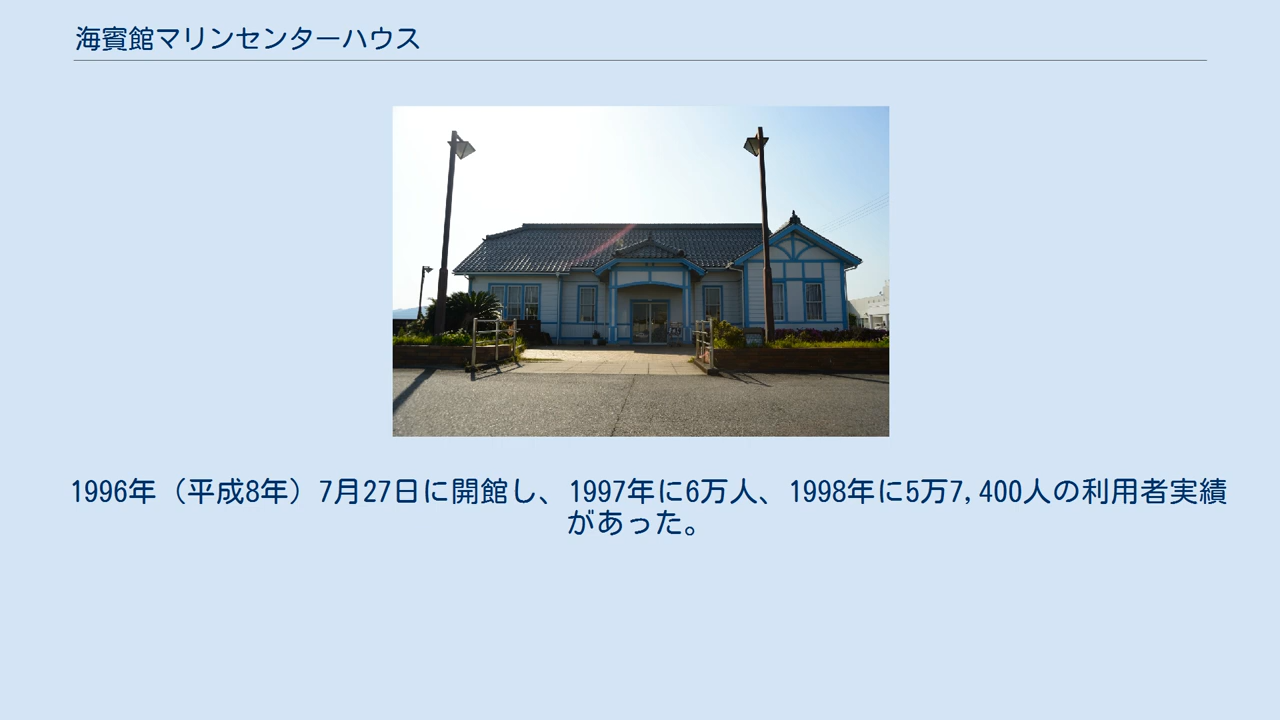 海賓館マリンセンターハウス
1996年（平成8年）7月27日に開館し、1997年に6万人、1998年に5万7,400人の利用者実績
があった。